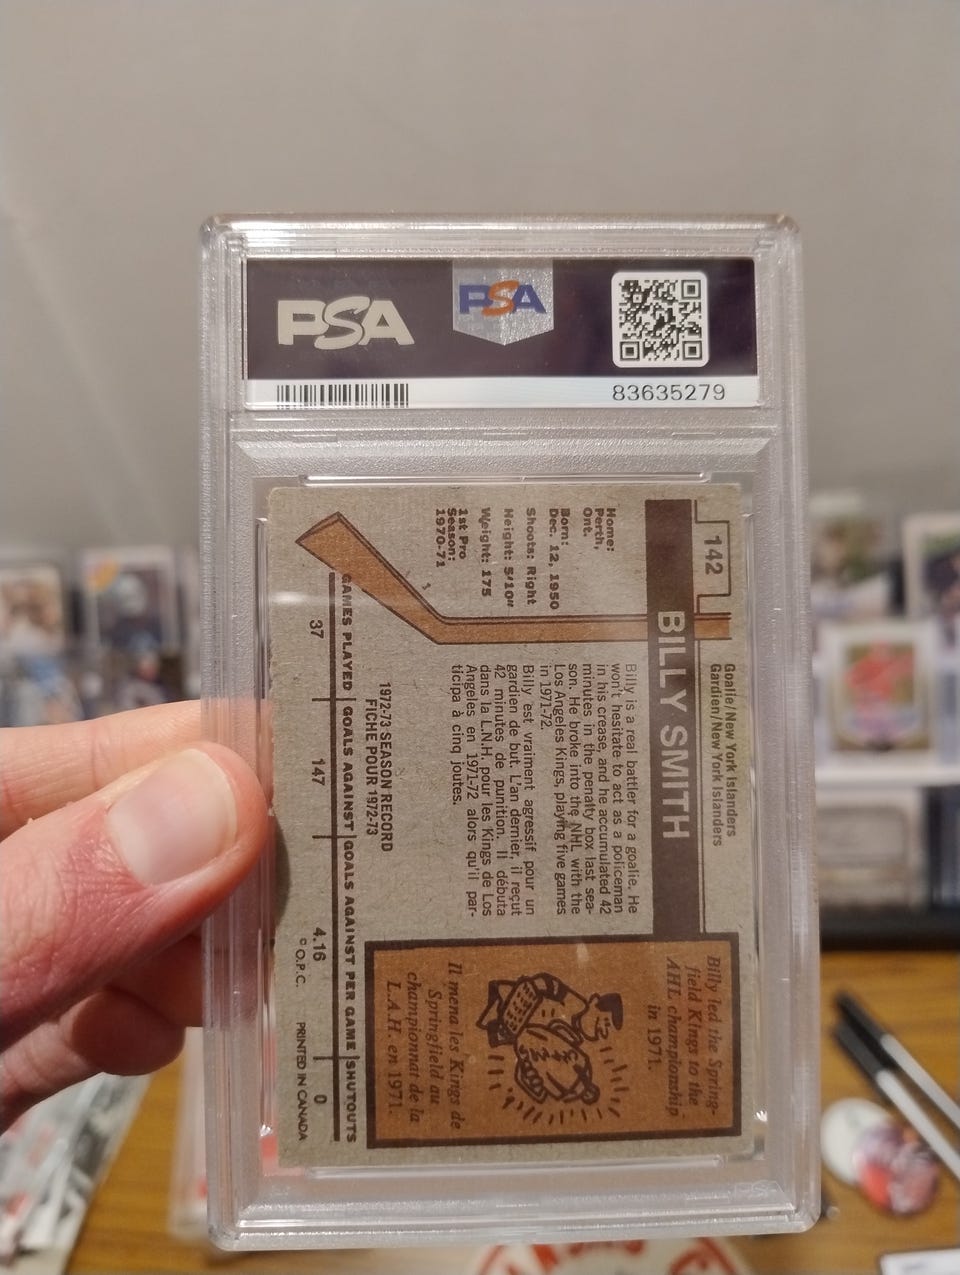 PSA
PSA
83635279
142
Goalie/New York Islanders
Gardien/New York Islanders
BILLY SMITH
Home:
Perth,
Ont.
Born:
Dec. 12, 1950
Shoots: Right
Height: 5'10"
Weight: 175
1st Pro
Season:
1970-71
Billy is a real battler for a goalie. He
won't hesitate to act as a policeman
in his crease, and he accumulated 42
minutes in the penalty box last sea-
son. He broke into the NHL with the
Los Angeles Kings, playing five games
in 1971-72.
Billy est vraiment agressif pour un
gardien de but. L'an dernier, il reçut
42 minutes de punition. Il débuta
dans la L.N.H. pour les Kings de Los
Angeles en 1971-72 alors qu'il par-
ticipa à cinq joutes.
Billy led the Spring-
field Kings to the
AHL championship
in 1971.
Il mena les Kings de
Springfield au
championnat de la
L.A.H. en 1971.
1972-73 SEASON RECORD
FICHE POUR 1972-73
GAMES PLAYED GOALS AGAINST GOALS AGAINST PER GAME SHUTOUTS
37 147 4.16 0
© O.P.C. PRINTED IN CANADA